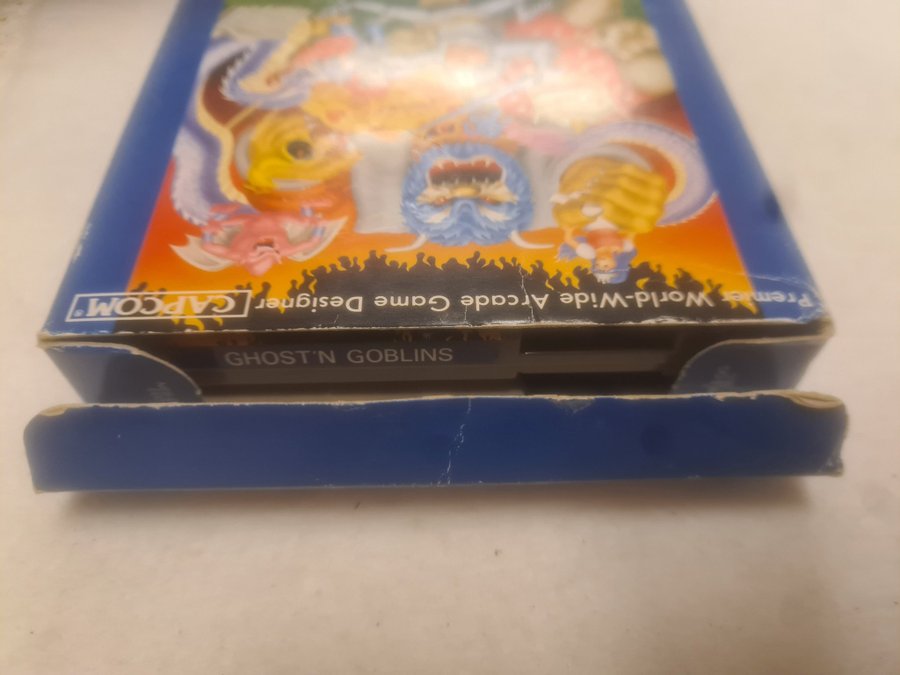 CAPCOM®
Premier World-Wide Arcade Game Designer
GHOST'N GOBLINS